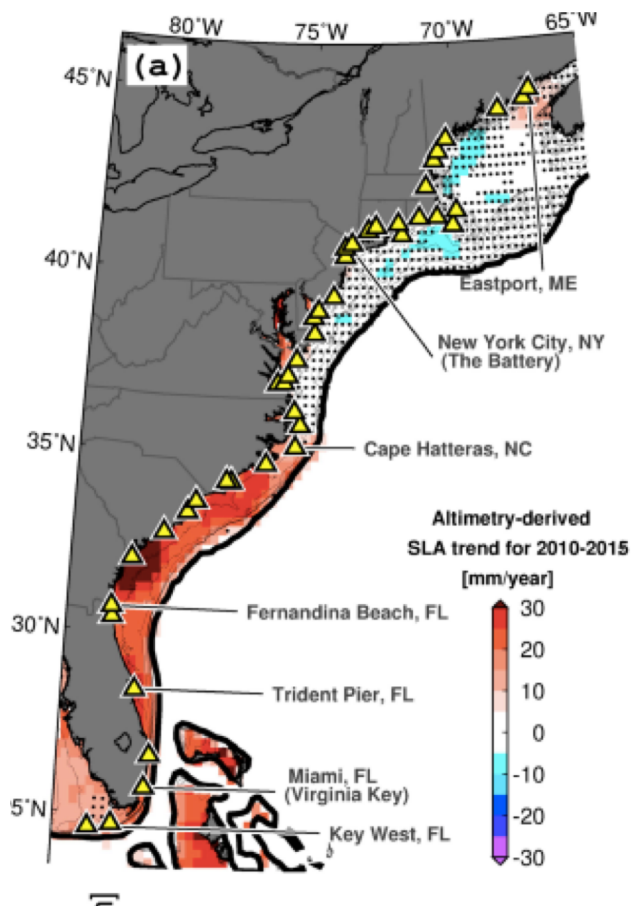 80°W
75°W
70°W
65°W
(a)
45°N
40°N
Eastport, ME
New York City, NY
(The Battery)
35°N
Cape Hatteras, NC
Altimetry-derived
SLA trend for 2010-2015
[mm/year]
30
20
10
0
-10
-20
-30
30°N
Fernandina Beach, FL
Trident Pier, FL
Miami, FL
(Virginia Key)
5°N
Key West, FL